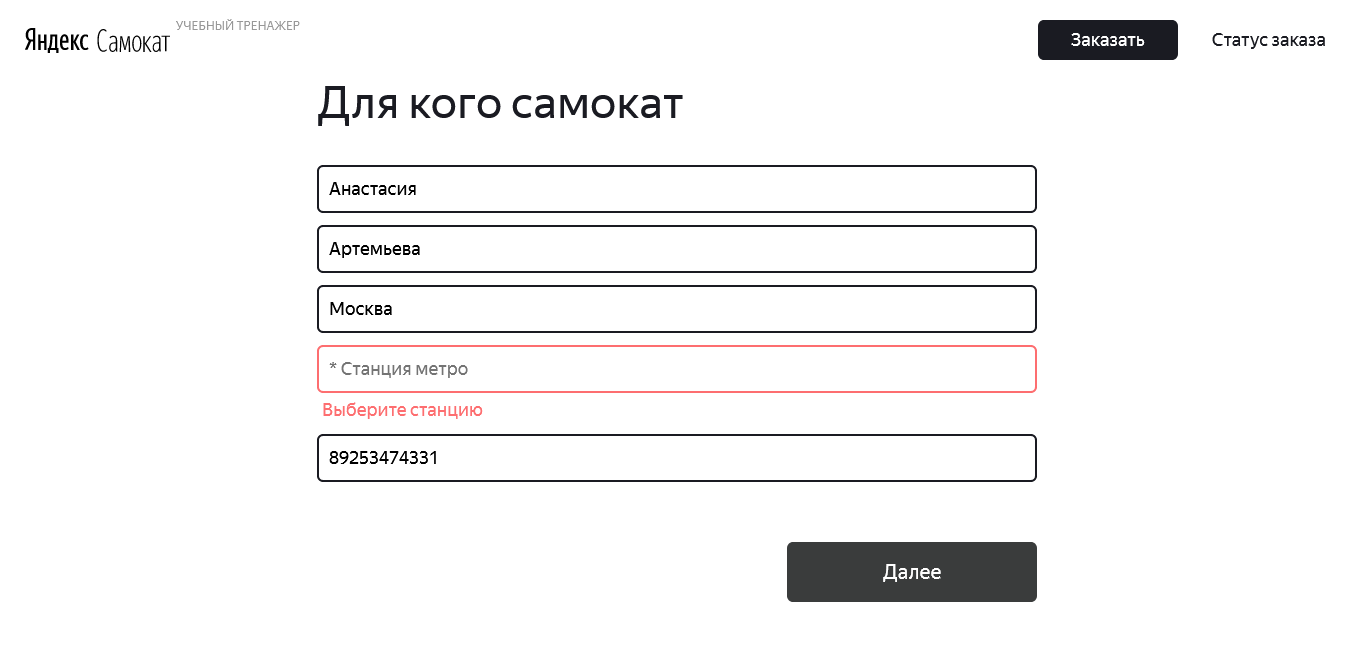 Яндекс Самокат УЧЕБНЫЙ ТРЕНАЖЕР Заказать Статус заказа
Для кого самокат
Анастасия
Артемьева
Москва
* Станция метро
Выберите станцию
89253474331
Далее